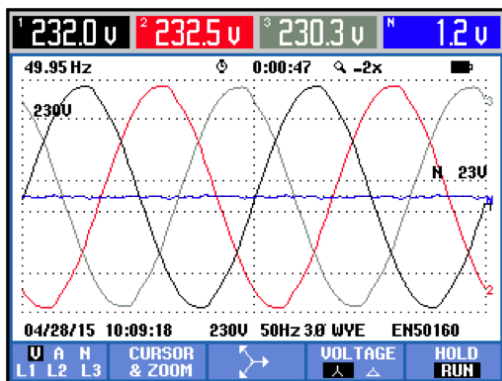 1 232.0 V 2 232.5 V 3 230.3 V N 1.2 V
49.95 Hz 0:00:47 -2x
230V
3
N 23V
N
1
2
04/28/15 10:09:18 230V 50Hz 3.Ø WYE EN50160
V A N CURSOR VOLTAGE HOLD
L1 L2 L3 & ZOOM RUN